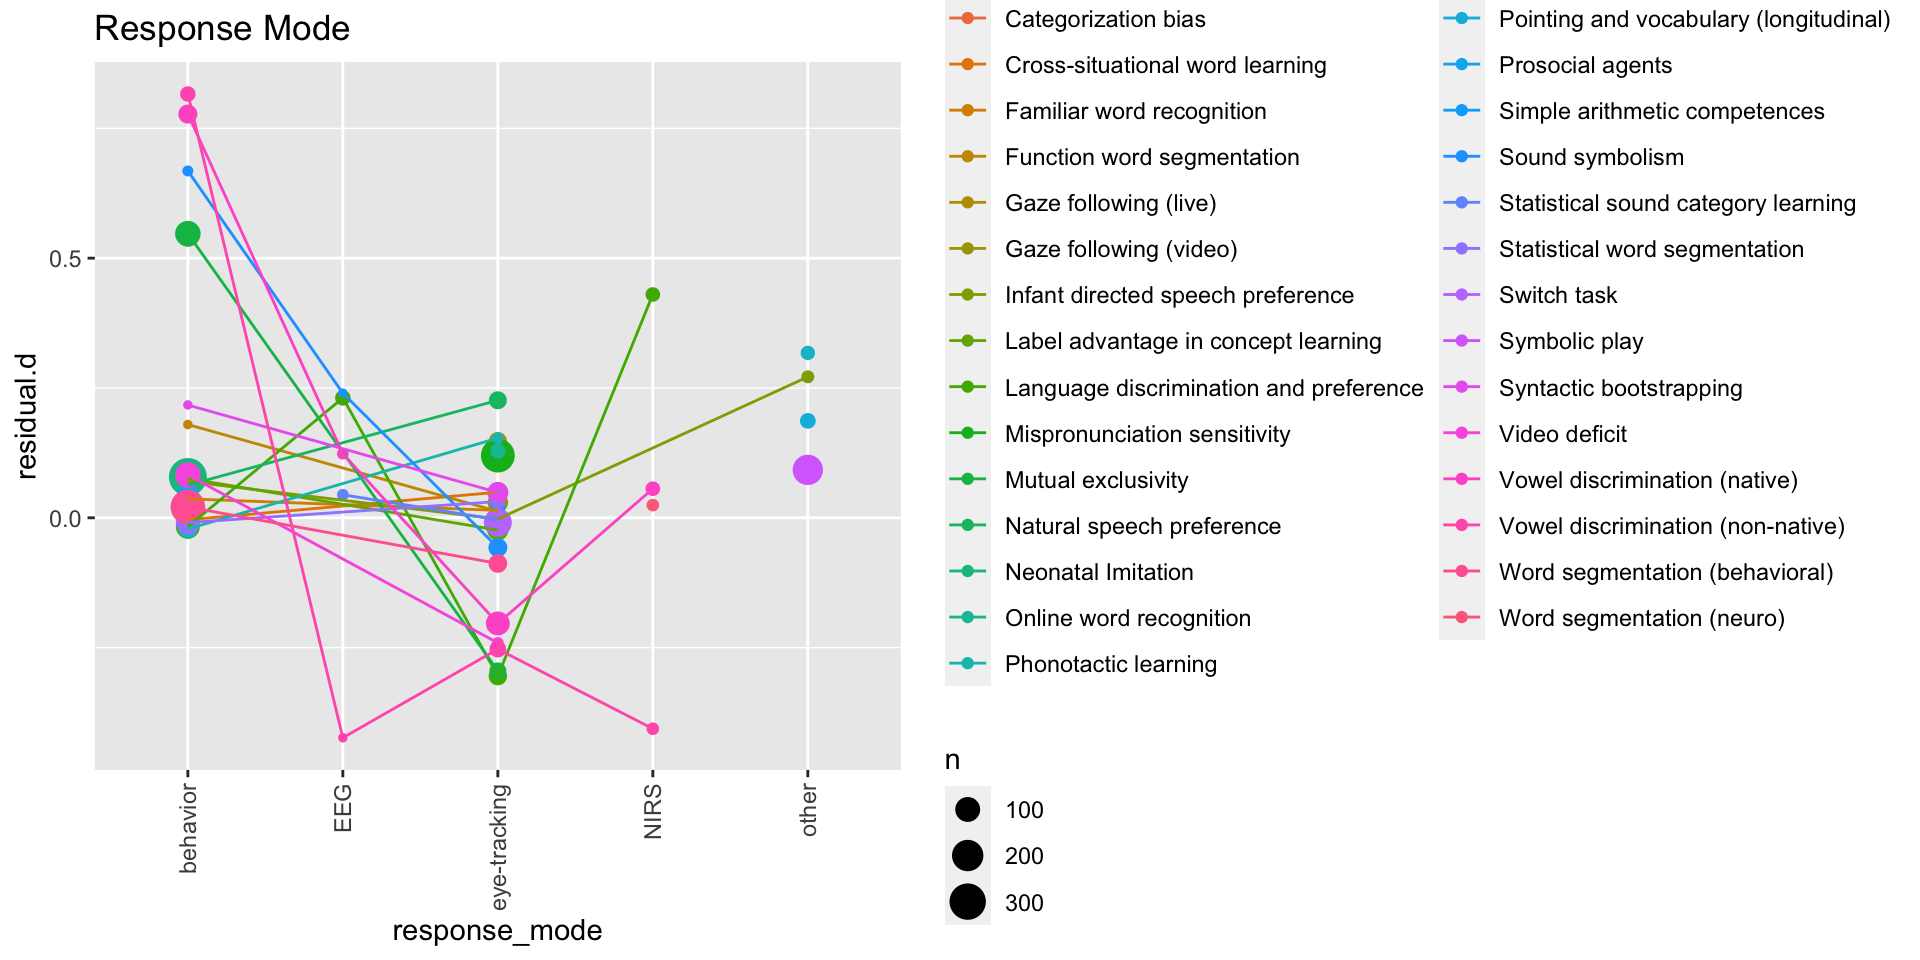 Response Mode
residual.d
0.5
0.0
behavior
EEG
eye-tracking
NIRS
other
response_mode
Categorization bias
Cross-situational word learning
Familiar word recognition
Function word segmentation
Gaze following (live)
Gaze following (video)
Infant directed speech preference
Label advantage in concept learning
Language discrimination and preference
Mispronunciation sensitivity
Mutual exclusivity
Natural speech preference
Neonatal Imitation
Online word recognition
Phonotactic learning
Pointing and vocabulary (longitudinal)
Prosocial agents
Simple arithmetic competences
Sound symbolism
Statistical sound category learning
Statistical word segmentation
Switch task
Symbolic play
Syntactic bootstrapping
Video deficit
Vowel discrimination (native)
Vowel discrimination (non-native)
Word segmentation (behavioral)
Word segmentation (neuro)
n
100
200
300